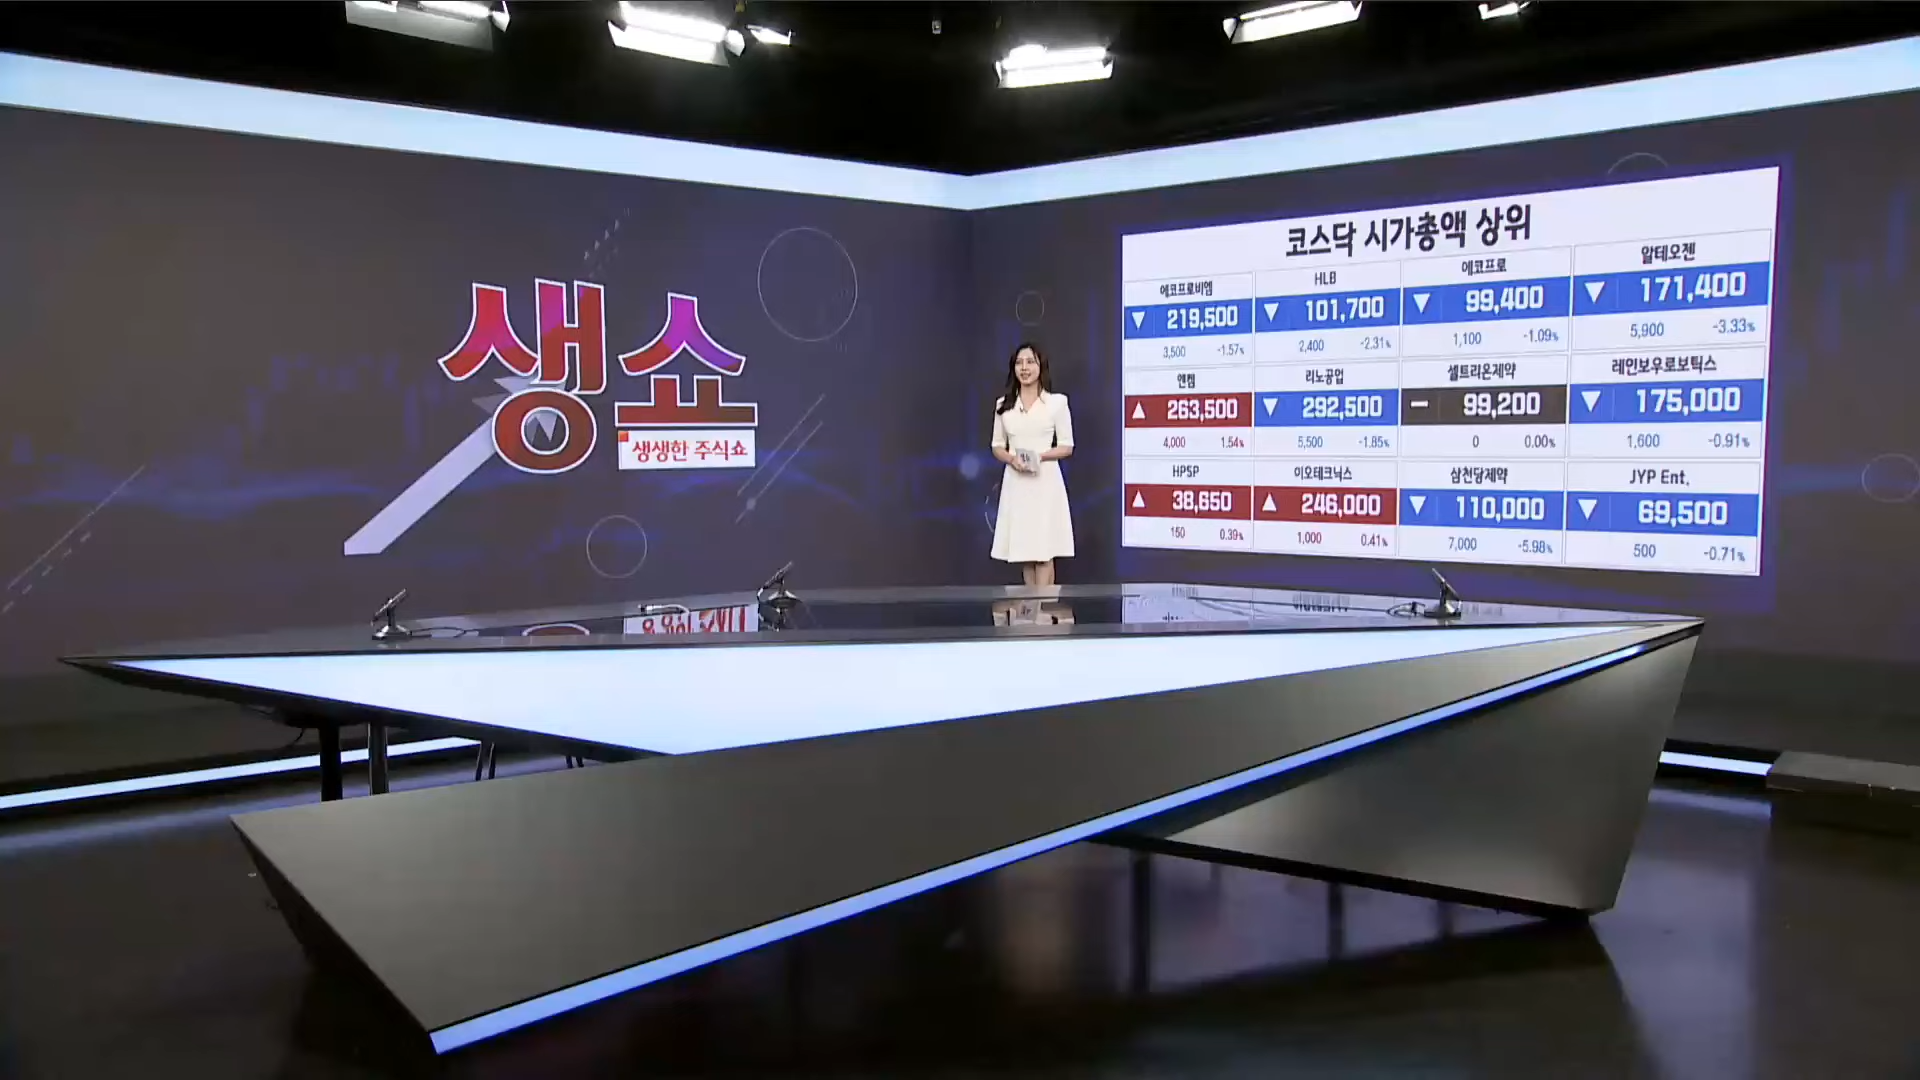 생쇼
생생한 주식쇼
코스닥 시가총액 상위
에코프로비엠 HLB 에코프로 알테오젠
▼ 219,500 ▼ 101,700 ▼ 99,400 ▼ 171,400
3,500 -1.57% 2,400 -2.31% 1,100 -1.09% 5,900 -3.33%
엔켐 리노공업 셀트리온제약 레인보우로보틱스
▲ 263,500 ▼ 292,500 - 99,200 ▼ 175,000
4,000 1.54% 5,500 -1.85% 0 0.00% 1,600 -0.91%
HPSP 이오테크닉스 삼천당제약 JYP Ent.
▲ 38,650 ▲ 246,000 ▼ 110,000 ▼ 69,500
150 0.39% 1,000 0.41% 7,000 -5.98% 500 -0.71%